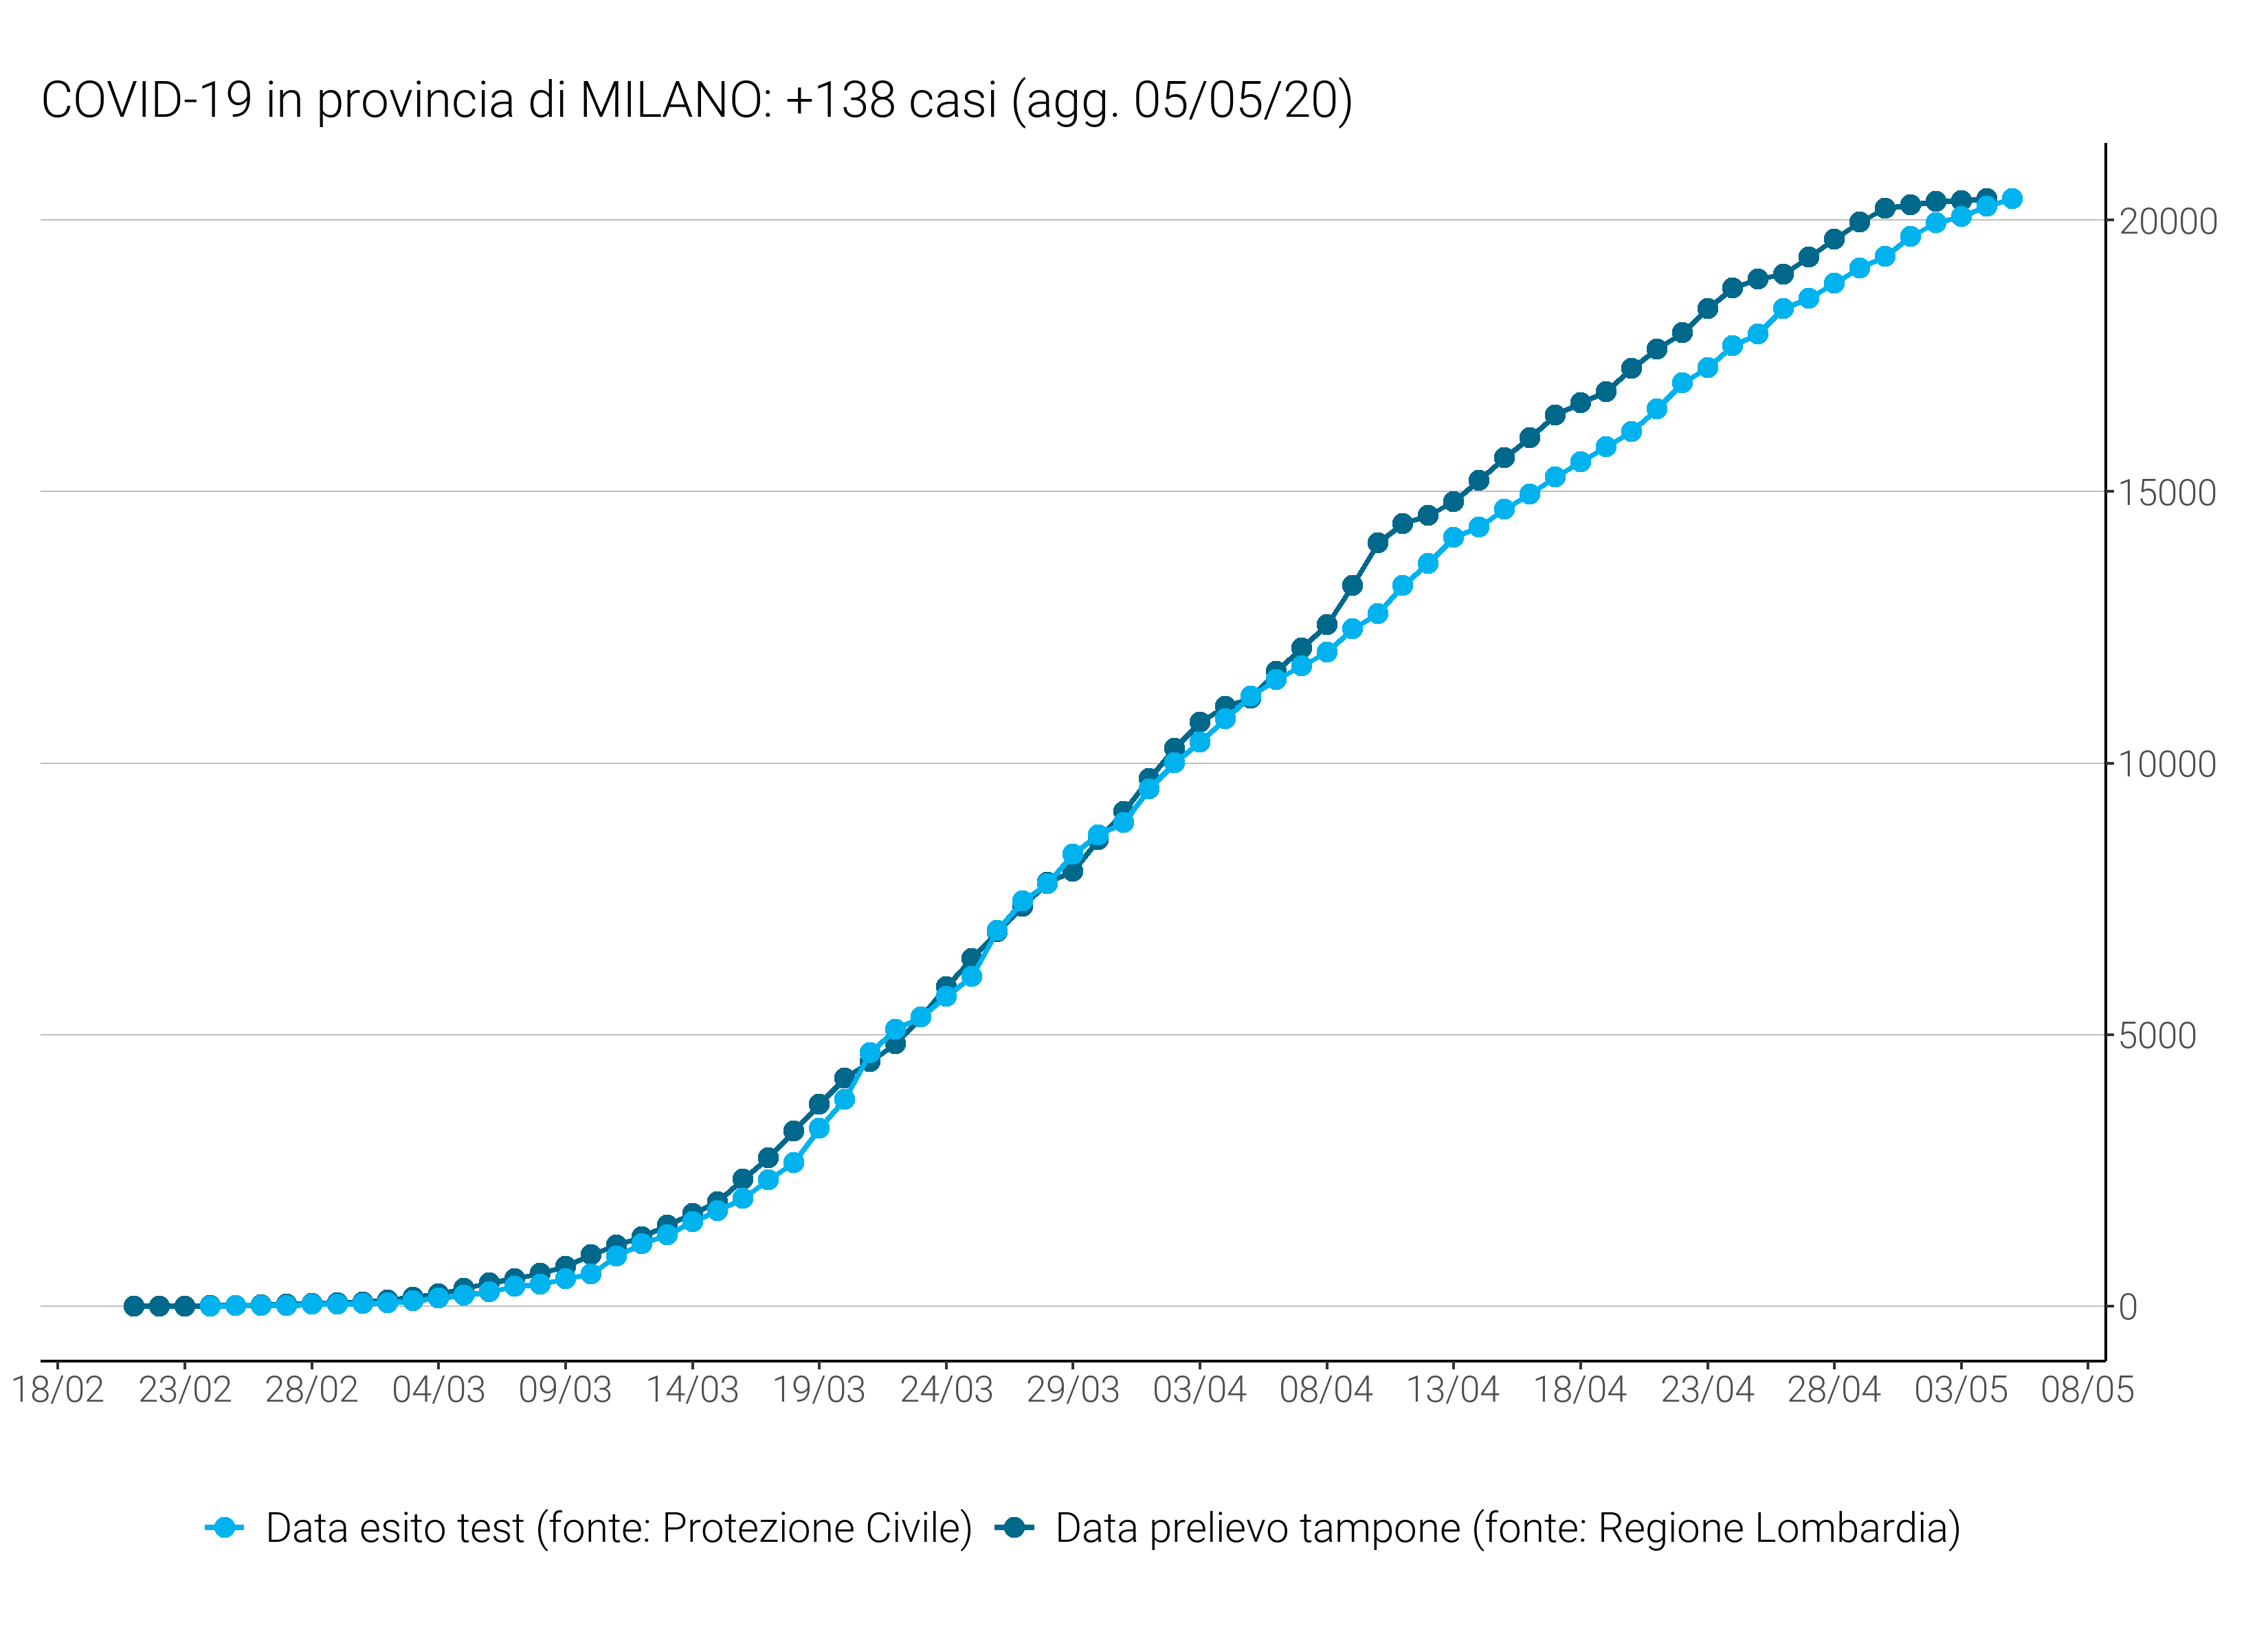 COVID-19 in provincia di MILANO: +138 casi (agg. 05/05/20)
20000
15000
10000
5000
0
18/02 23/02 28/02 04/03 09/03 14/03 19/03 24/03 29/03 03/04 08/04 13/04 18/04 23/04 28/04 03/05 08/05
Data esito test (fonte: Protezione Civile) Data prelievo tampone (fonte: Regione Lombardia)